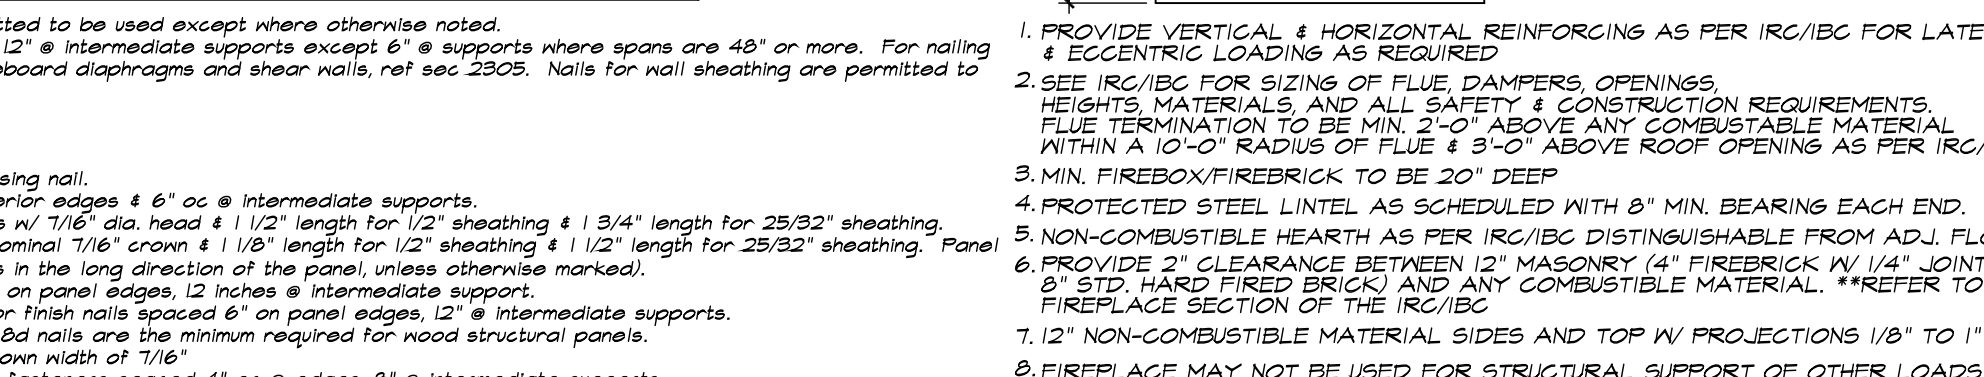 to be used except where otherwise noted.
12" @ intermediate supports except 6" @ supports where spans are 48" or more. For nailing
diaphragms and shear walls, ref sec 2305. Nails for wall sheathing are permitted to
nail.
edges & 6" oc @ intermediate supports.
w/ 7/16" dia. head & 1 1/2" length for 1/2" sheathing & 1 3/4" length for 25/32" sheathing.
7/16" crown & 1 1/8" length for 1/2" sheathing & 1 1/2" length for 25/32" sheathing. Panel
in the long direction of the panel, unless otherwise marked).
on panel edges, 12 inches @ intermediate support.
or finish nails spaced 6" on panel edges, 12" @ intermediate supports.
8d nails are the minimum required for wood structural panels.
width of 7/16"
1. PROVIDE VERTICAL & HORIZONTAL REINFORCING AS PER IRC/IBC FOR
& ECCENTRIC LOADING AS REQUIRED
2. SEE IRC/IBC FOR SIZING OF FLUE, DAMPERS, OPENINGS,
HEIGHTS, MATERIALS, AND ALL SAFETY & CONSTRUCTION REQUIREMENTS.
FLUE TERMINATION TO BE MIN. 2'-0" ABOVE ANY COMBUSTABLE MATERIAL
WITHIN A 10'-0" RADIUS OF FLUE & 3'-0" ABOVE ROOF OPENING AS PER IRC/
3. MIN. FIREBOX/FIREBRICK TO BE 20" DEEP
4. PROTECTED STEEL LINTEL AS SCHEDULED WITH 8" MIN. BEARING EACH END.
5. NON-COMBUSTIBLE HEARTH AS PER IRC/IBC DISTINGUISHABLE FROM ADJ.
6. PROVIDE 2" CLEARANCE BETWEEN 12" MASONRY (4" FIREBRICK W/ 1/4" JOINT
8" STD. HARD FIRED BRICK) AND ANY COMBUSTIBLE MATERIAL. **REFER TO
FIREPLACE SECTION OF THE IRC/IBC
7. 12" NON-COMBUSTIBLE MATERIAL SIDES AND TOP W/ PROJECTIONS 1/8" TO 1"
8. FIREPLACE MAY NOT BE USED FOR STRUCTURAL SUPPORT OF OTHER LOADS